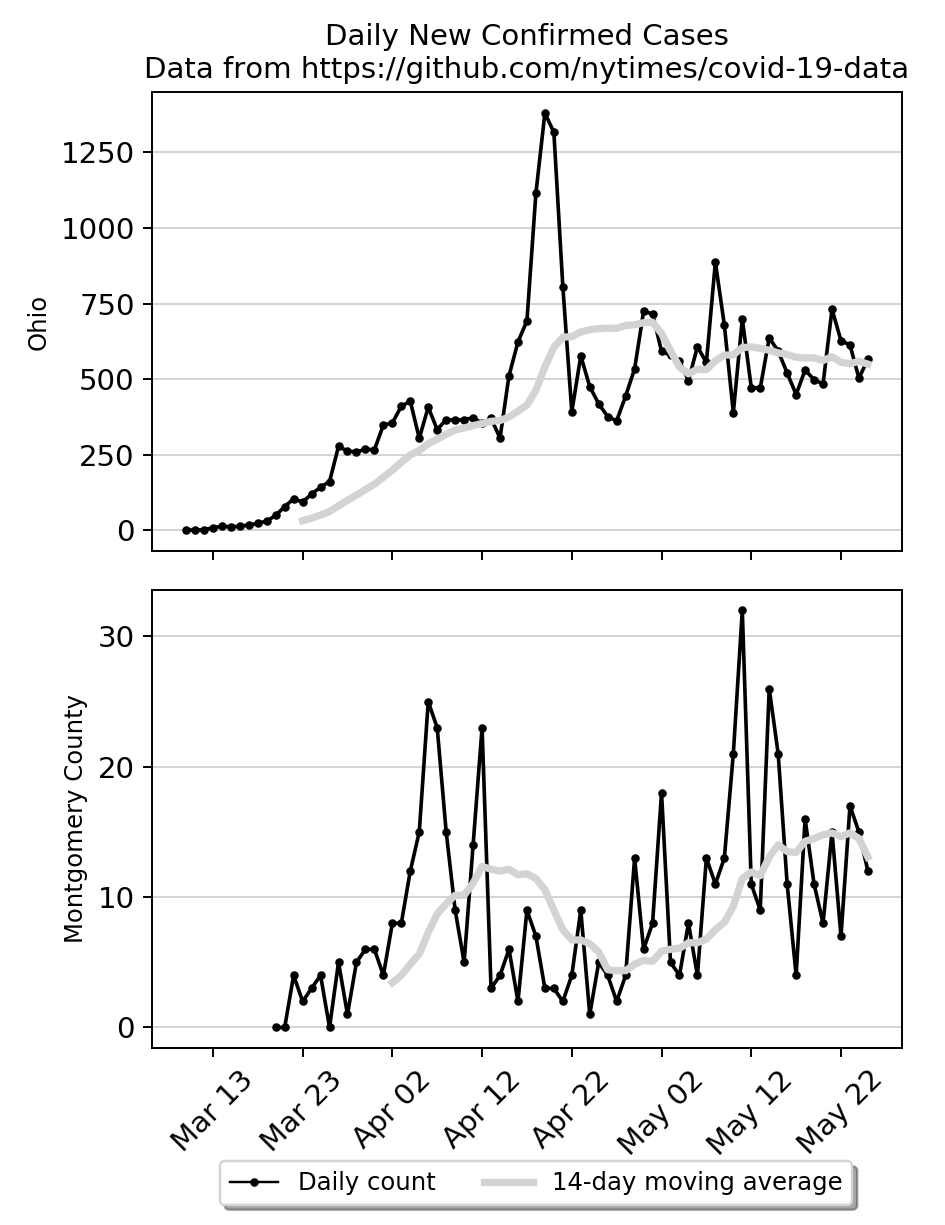 Daily New Confirmed Cases
Data from https://github.com/nytimes/covid-19-data
1250
1000
750
500
250
0
Ohio
30
20
10
0
Montgomery County
Mar 13
Mar 23
Apr 02
Apr 12
Apr 22
May 02
May 12
May 22
Daily count
14-day moving average